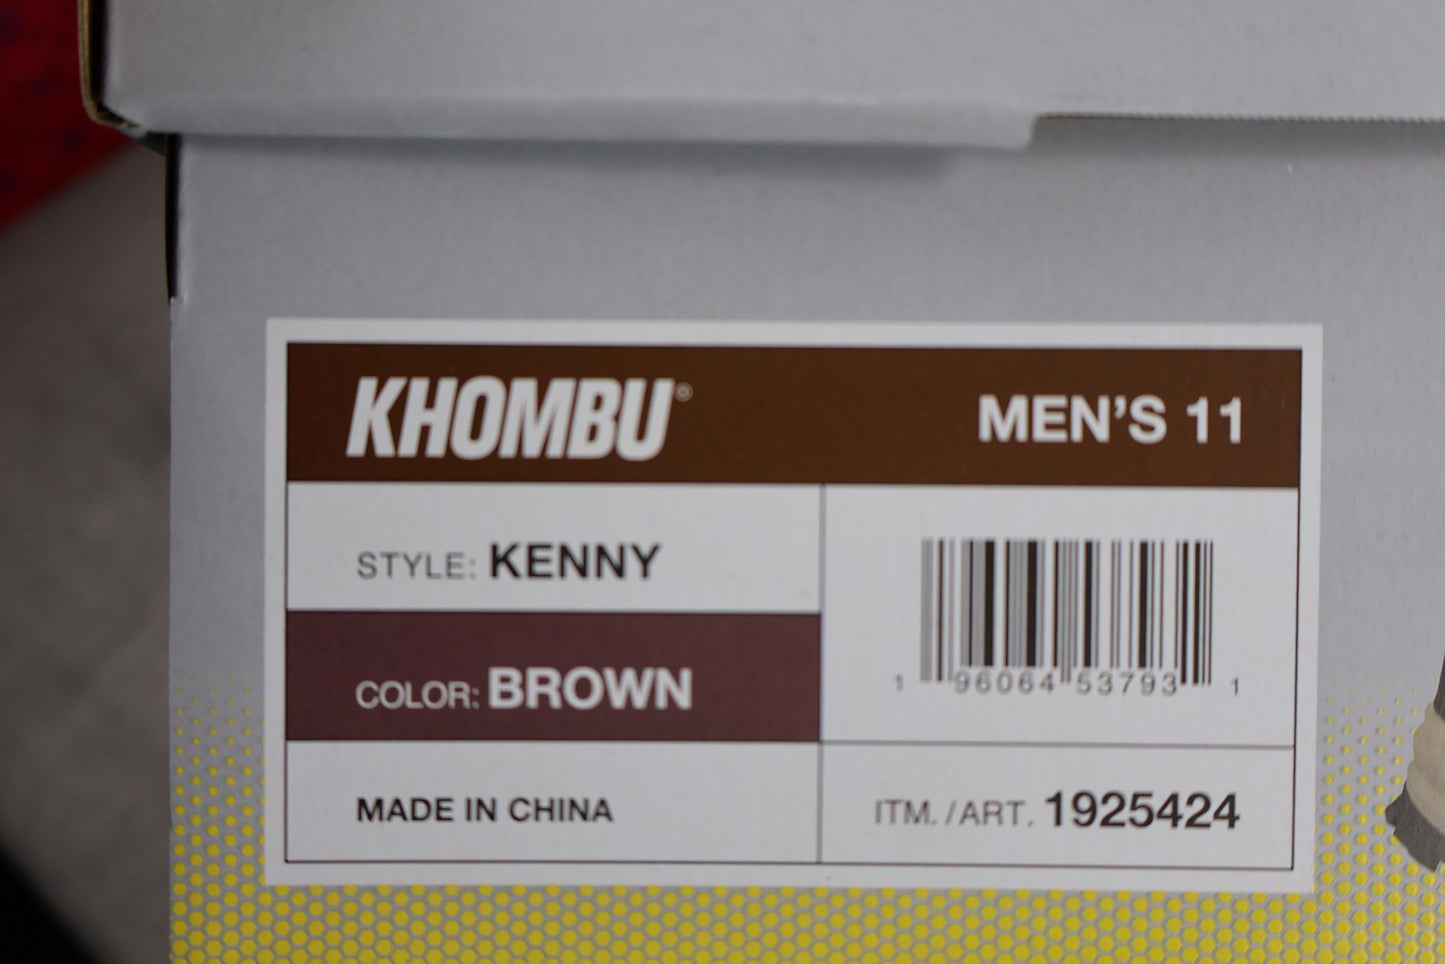 KHOMBU®
MEN'S 11
STYLE: KENNY
COLOR: BROWN
MADE IN CHINA
1 96064 53793 1
ITM. /ART. 1925424